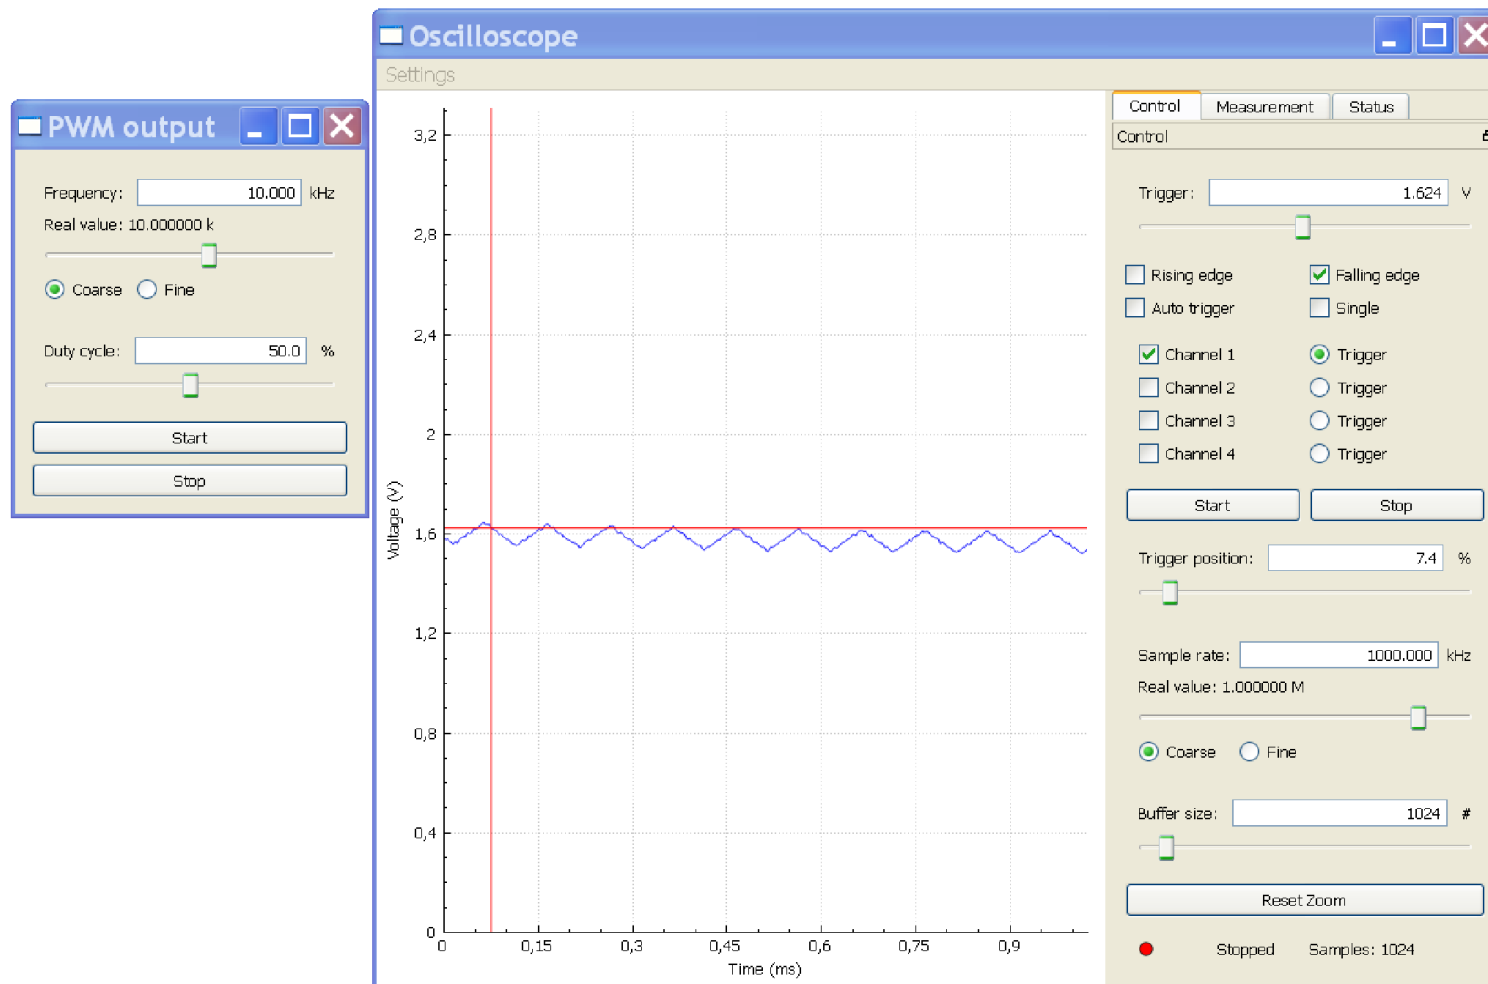 PWM output
Frequency: 10.000 kHz
Real value: 10.000000 k
Coarse Fine
Duty cycle: 50.0 %
Start
Stop
Oscilloscope
Settings
3,2
2,8
2,4
2
1,6
1,2
0,8
0,4
0
Voltage (V)
0 0,15 0,3 0,45 0,6 0,75 0,9
Time (ms)
Control Measurement Status
Control
Trigger: 1.624 V
Rising edge Falling edge
Auto trigger Single
Channel 1 Trigger
Channel 2 Trigger
Channel 3 Trigger
Channel 4 Trigger
Start Stop
Trigger position: 7.4 %
Sample rate: 1000.000 kHz
Real value: 1.000000 M
Coarse Fine
Buffer size: 1024 #
Reset Zoom
Stopped Samples: 1024